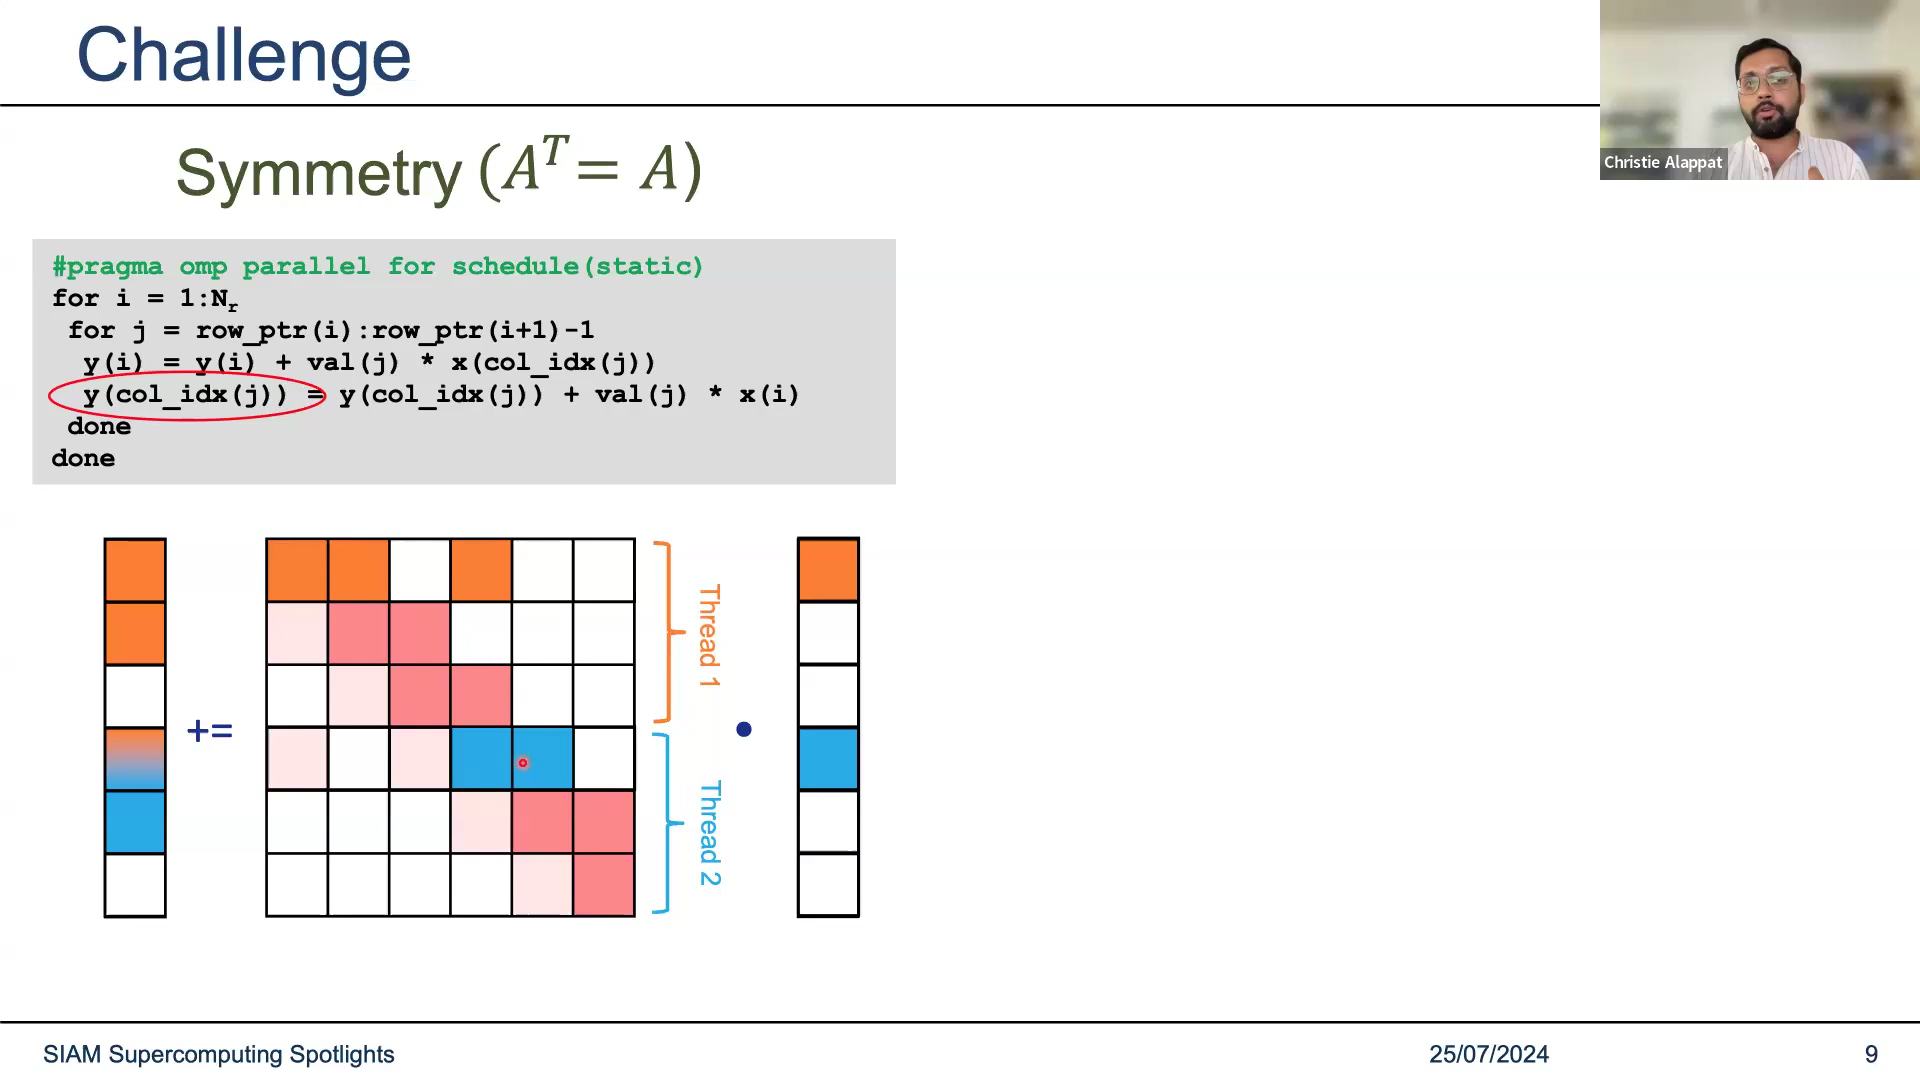 Challenge
Christie Alappat
Symmetry (A^T = A)
#pragma omp parallel for schedule(static)
for i = 1:N_r
for j = row_ptr(i):row_ptr(i+1)-1
y(i) = y(i) + val(j) * x(col_idx(j))
y(col_idx(j)) = y(col_idx(j)) + val(j) * x(i)
done
done
Thread 1
+=
•
Thread 2
SIAM Supercomputing Spotlights
25/07/2024
9